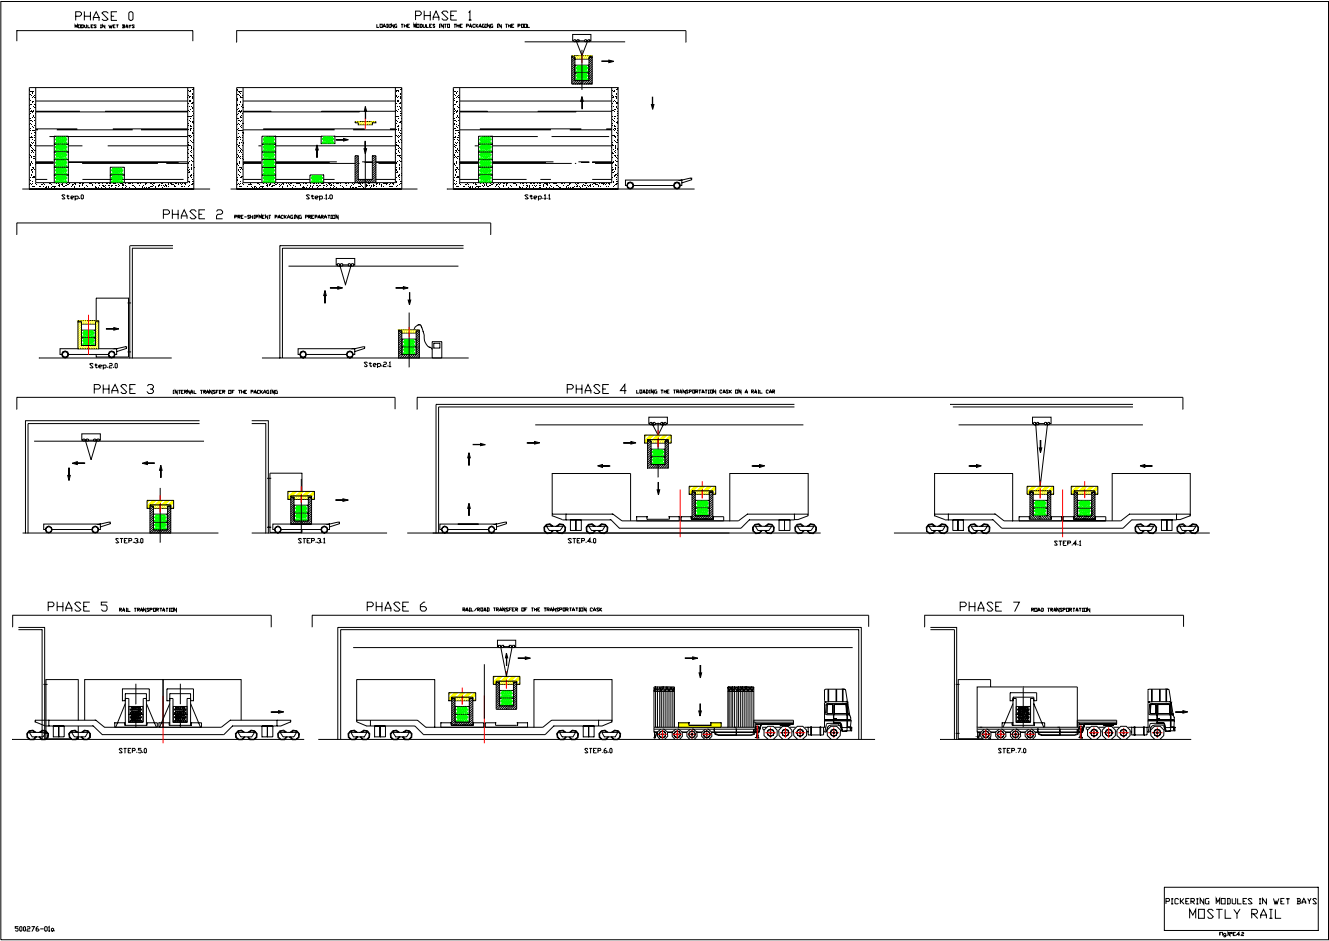 PHASE 0
MODULES IN WET BAYS
PHASE 1
LOADING THE MODULES INTO THE PACKAGING IN THE POOL
Step.0
Step.1.0
Step.1.1
PHASE 2 PRE-SHIPMENT PACKAGING PREPARATION
Step.2.0
Step.2.1
PHASE 3 INTERNAL TRANSFER OF THE PACKAGING
PHASE 4 LOADING THE TRANSPORTATION CASK ON A RAIL CAR
STEP.3.0
STEP.3.1
STEP.4.0
STEP.4.1
PHASE 5 RAIL TRANSPORTATION
PHASE 6 RAIL/ROAD TRANSFER OF THE TRANSPORTATION CASK
PHASE 7 ROAD TRANSPORTATION
STEP.5.0
STEP.6.0
STEP.7.0
PICKERING MODULES IN WET BAYS
MOSTLY RAIL
500276-01a